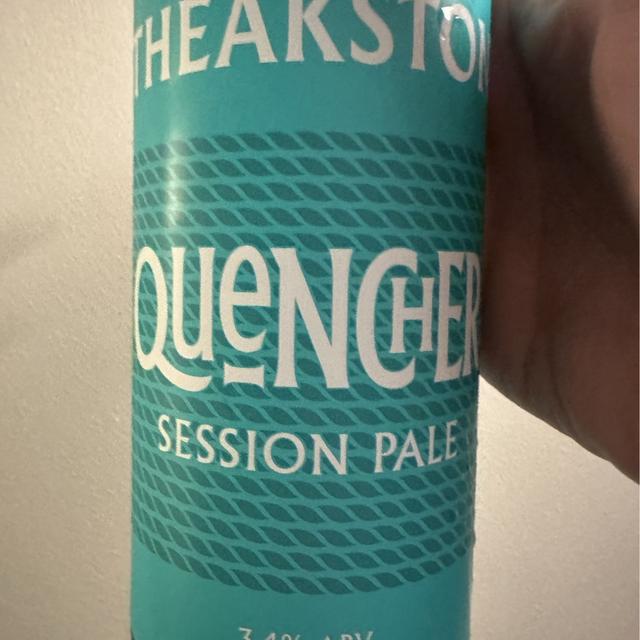 THEAKSTON
QUeNCHER
SESSION PALE
3.4% ABV